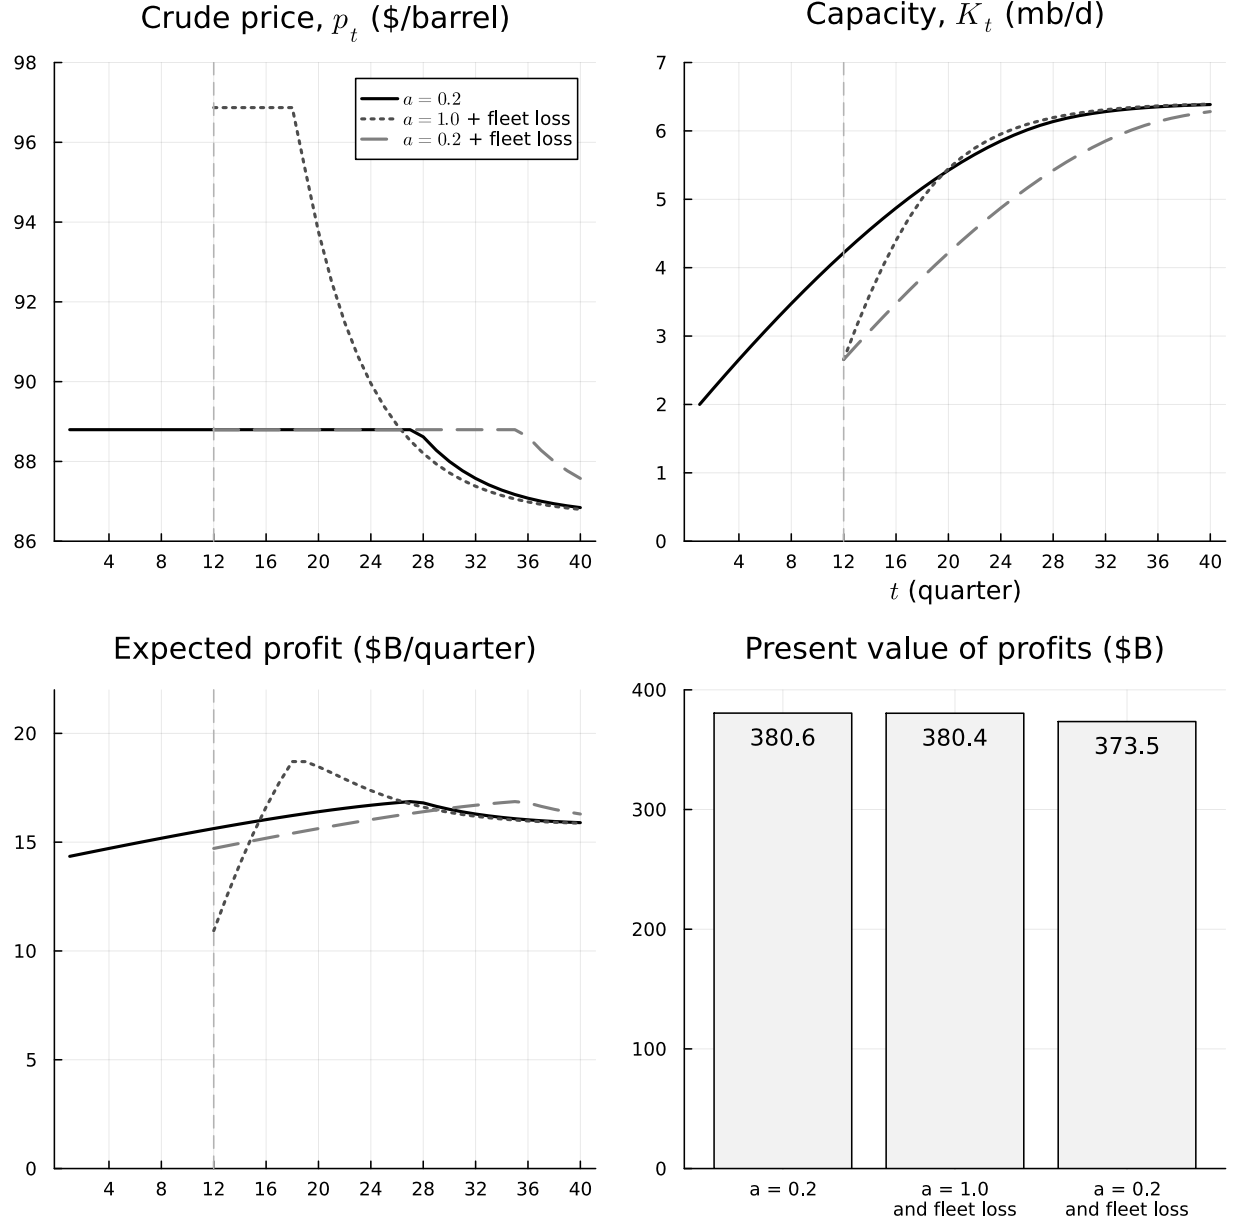 Crude price, p_t ($/barrel)
98
96
94
92
90
88
86
4 8 12 16 20 24 28 32 36 40
a = 0.2
a = 1.0 + fleet loss
a = 0.2 + fleet loss
Capacity, K_t (mb/d)
7
6
5
4
3
2
1
0
4 8 12 16 20 24 28 32 36 40
t (quarter)
Expected profit ($B/quarter)
20
15
10
5
0
4 8 12 16 20 24 28 32 36 40
Present value of profits ($B)
400
300
200
100
0
380.6
380.4
373.5
a = 0.2
a = 1.0
and fleet loss
a = 0.2
and fleet loss